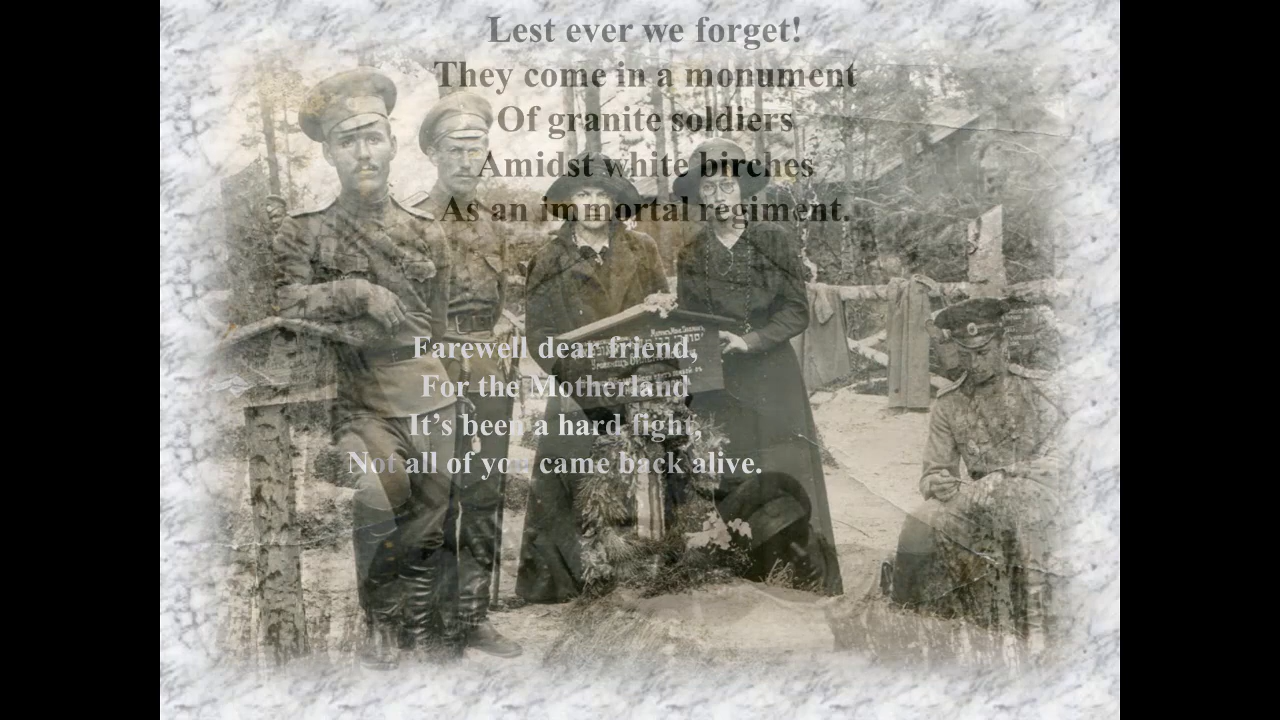 Lest ever we forget!
They come in a monument
Of granite soldiers
Amidst white birches
As an immortal regiment.
Farewell dear friend,
For the Motherland
It’s been a hard fight,
Not all of you came back alive.